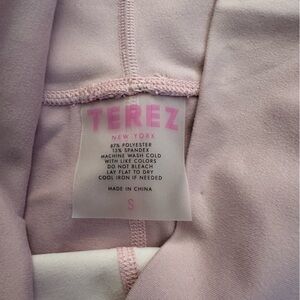 TEREZ
NEW YORK
87% POLYESTER
13% SPANDEX
MACHINE WASH COLD
WITH LIKE COLORS
DO NOT BLEACH
LAY FLAT TO DRY
COOL IRON IF NEEDED
MADE IN CHINA
S